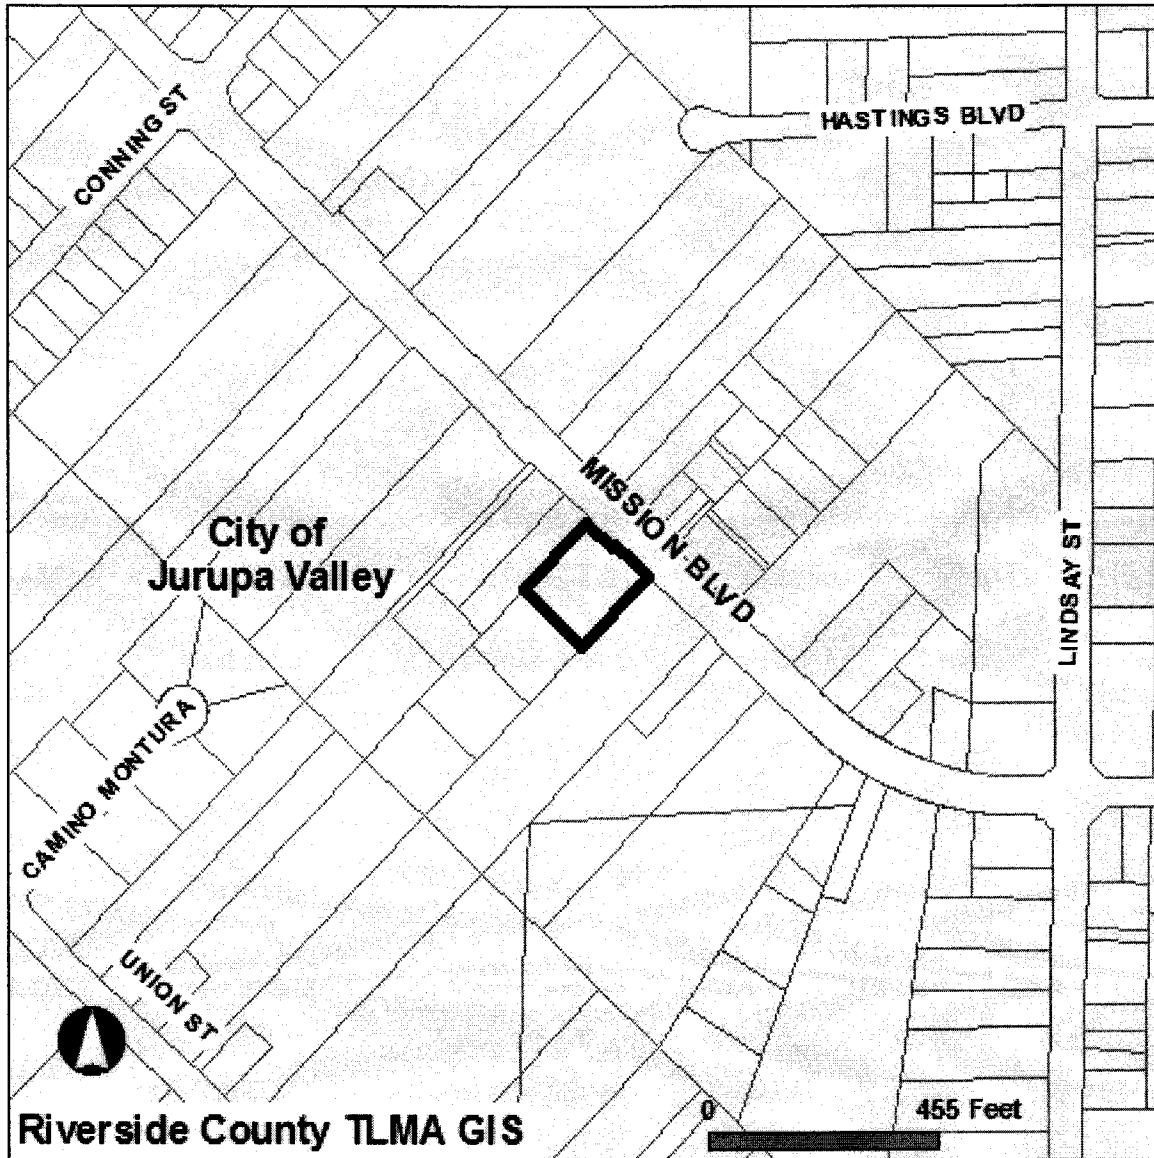 CONNING ST
HASTINGS BLVD
MISSION BLVD
City of
Jurupa Valley
LINDSAY ST
CAMINO MONTURA
UNION ST
0
455 Feet
Riverside County TLMA GIS